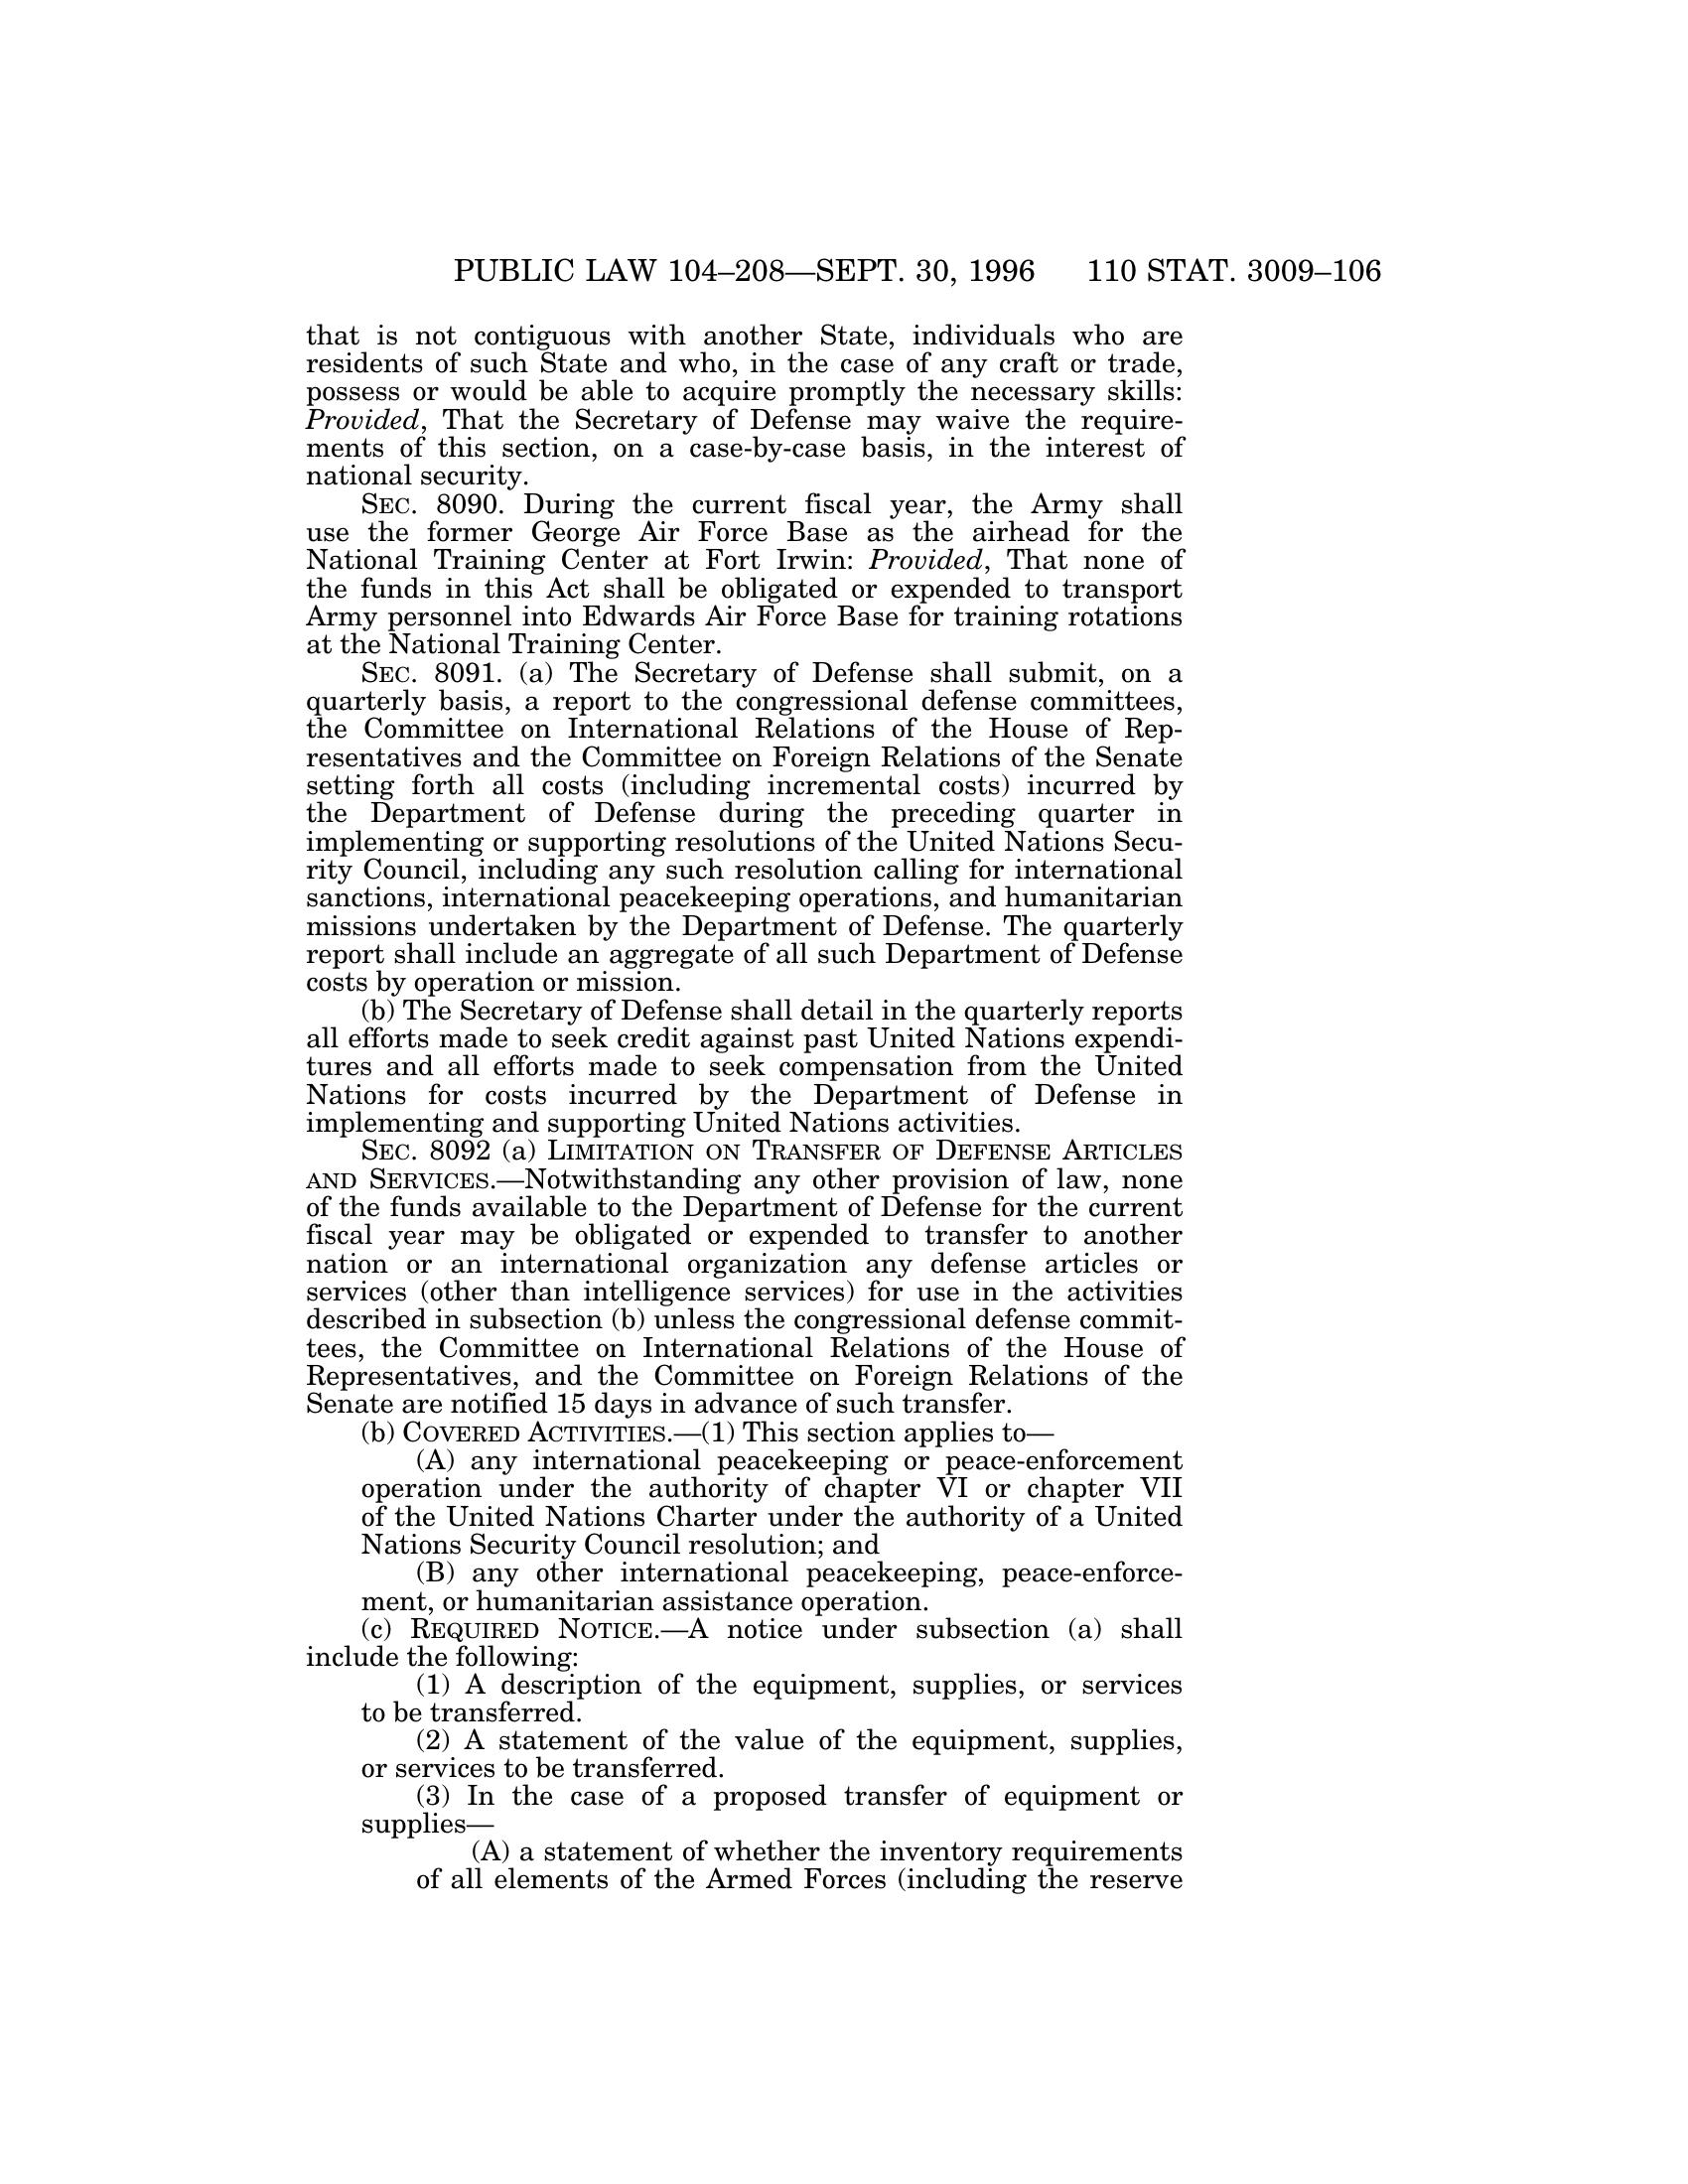 PUBLIC LAW 104–208—SEPT. 30, 1996 110 STAT. 3009–106
that is not contiguous with another State, individuals who are
residents of such State and who, in the case of any craft or trade,
possess or would be able to acquire promptly the necessary skills:
Provided, That the Secretary of Defense may waive the require-
ments of this section, on a case-by-case basis, in the interest of
national security.
SEC. 8090. During the current fiscal year, the Army shall
use the former George Air Force Base as the airhead for the
National Training Center at Fort Irwin: Provided, That none of
the funds in this Act shall be obligated or expended to transport
Army personnel into Edwards Air Force Base for training rotations
at the National Training Center.
SEC. 8091. (a) The Secretary of Defense shall submit, on a
quarterly basis, a report to the congressional defense committees,
the Committee on International Relations of the House of Rep-
resentatives and the Committee on Foreign Relations of the Senate
setting forth all costs (including incremental costs) incurred by
the Department of Defense during the preceding quarter in
implementing or supporting resolutions of the United Nations Secu-
rity Council, including any such resolution calling for international
sanctions, international peacekeeping operations, and humanitarian
missions undertaken by the Department of Defense. The quarterly
report shall include an aggregate of all such Department of Defense
costs by operation or mission.
(b) The Secretary of Defense shall detail in the quarterly reports
all efforts made to seek credit against past United Nations expendi-
tures and all efforts made to seek compensation from the United
Nations for costs incurred by the Department of Defense in
implementing and supporting United Nations activities.
SEC. 8092 (a) LIMITATION ON TRANSFER OF DEFENSE ARTICLES
AND SERVICES.—Notwithstanding any other provision of law, none
of the funds available to the Department of Defense for the current
fiscal year may be obligated or expended to transfer to another
nation or an international organization any defense articles or
services (other than intelligence services) for use in the activities
described in subsection (b) unless the congressional defense commit-
tees, the Committee on International Relations of the House of
Representatives, and the Committee on Foreign Relations of the
Senate are notified 15 days in advance of such transfer.
(b) COVERED ACTIVITIES.—(1) This section applies to—
(A) any international peacekeeping or peace-enforcement
operation under the authority of chapter VI or chapter VII
of the United Nations Charter under the authority of a United
Nations Security Council resolution; and
(B) any other international peacekeeping, peace-enforce-
ment, or humanitarian assistance operation.
(c) REQUIRED NOTICE.—A notice under subsection (a) shall
include the following:
(1) A description of the equipment, supplies, or services
to be transferred.
(2) A statement of the value of the equipment, supplies,
or services to be transferred.
(3) In the case of a proposed transfer of equipment or
supplies—
(A) a statement of whether the inventory requirements
of all elements of the Armed Forces (including the reserve